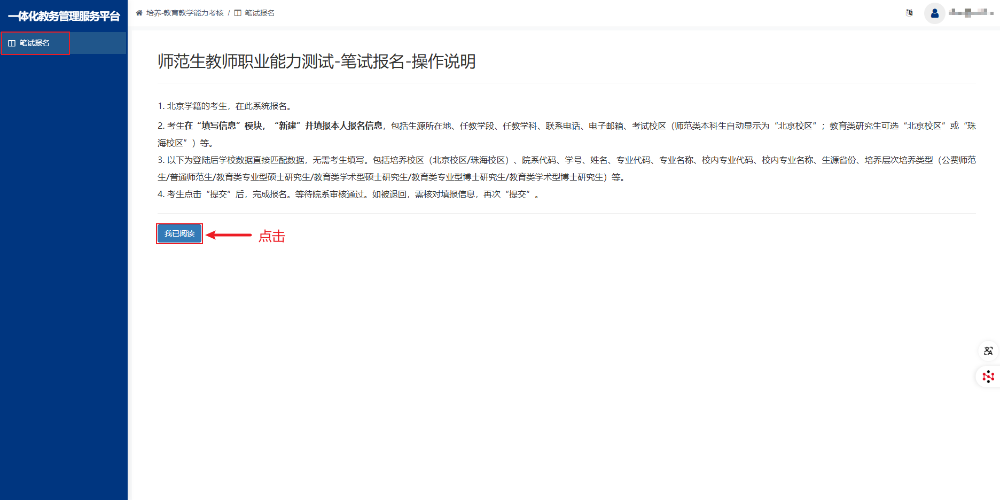 一体化教务管理服务平台
培养-教育教学能力考核 / 笔试报名
笔试报名
师范生教师职业能力测试-笔试报名-操作说明
1. 北京学籍的考生，在此系统报名。
2. 考生在“填写信息”模块，“新建”并填报本人报名信息，包括生源所在地、任教学段、任教学科、联系电话、电子邮箱、考试校区（师范类本科生自动显示为“北京校区”；教育类研究生可选“北京校区”或“珠
海校区”）等。
3. 以下为登陆后学校数据直接匹配数据，无需考生填写。包括培养校区（北京校区/珠海校区）、院系代码、学号、姓名、专业代码、专业名称、校内专业代码、校内专业名称、生源省份、培养层次培养类型（公费师范
生/普通师范生/教育类专业型硕士研究生/教育类学术型硕士研究生/教育类专业型博士研究生/教育类学术型博士研究生）等。
4. 考生点击“提交”后，完成报名。等待院系审核通过。如被退回，需核对填报信息，再次“提交”。
我已阅读
点击